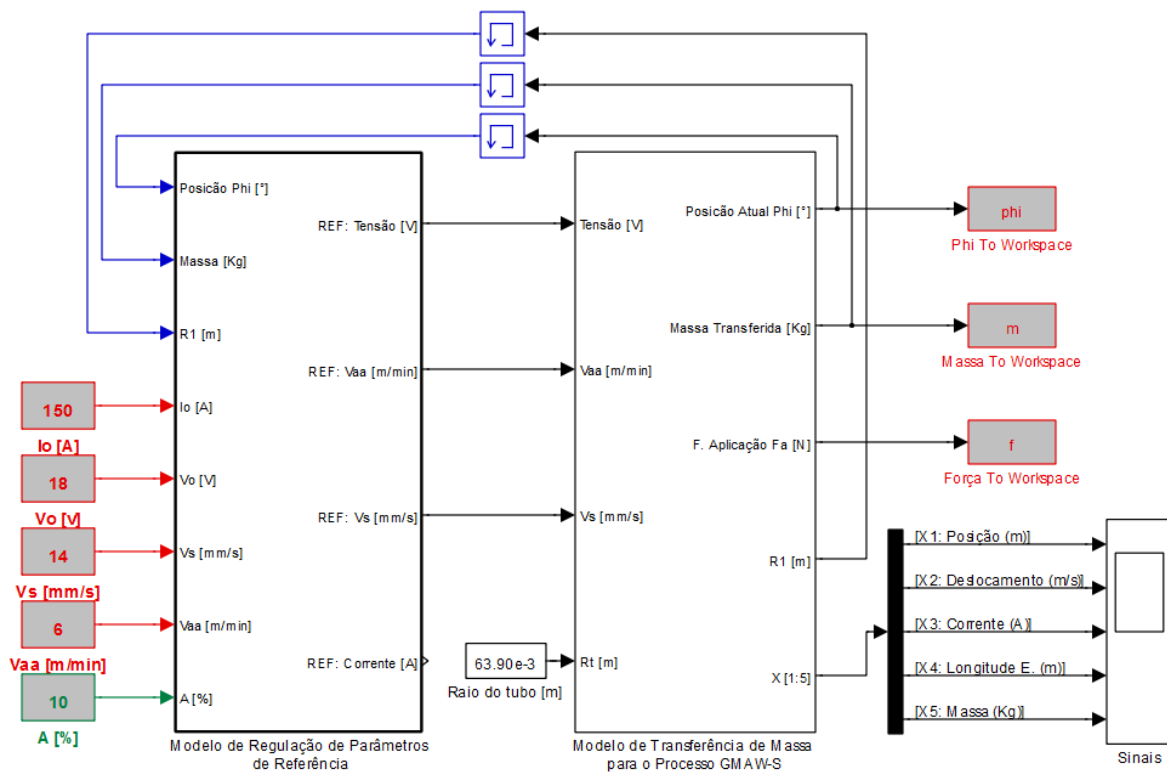 Posicão Phi [°]
Massa [Kg]
R1 [m]
Io [A]
Vo [V]
Vs [mm/s]
Vaa [m/min]
A [%]
REF: Tensão [V]
REF: Vaa [m/min]
REF: Vs [mm/s]
REF: Corrente [A]
Modelo de Regulação de Parâmetros
de Referência
150
Io [A]
18
Vo [V]
14
Vs [mm/s]
6
Vaa [m/min]
10
A [%]
63.90e-3
Raio do tubo [m]
Tensão [V]
Vaa [m/min]
Vs [mm/s]
Rt [m]
Posicão Atual Phi [°]
Massa Transferida [Kg]
F. Aplicação Fa [N]
R1 [m]
X [1:5]
Modelo de Transferência de Massa
para o Processo GMAW-S
phi
Phi To Workspace
m
Massa To Workspace
f
Força To Workspace
[X1: Posição (m)]
[X2: Deslocamento (m/s)]
[X3: Corrente (A)]
[X4: Longitude E. (m)]
[X5: Massa (Kg)]
Sinais